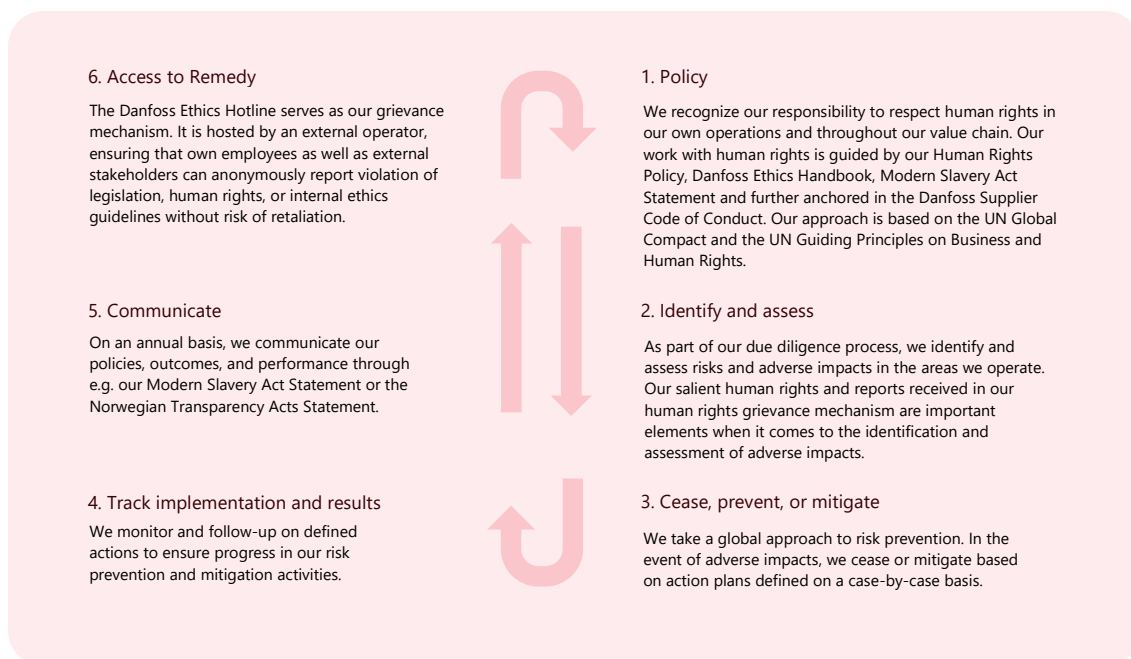 6. Access to Remedy
The Danfoss Ethics Hotline serves as our grievance
mechanism. It is hosted by an external operator,
ensuring that own employees as well as external
stakeholders can anonymously report violation of
legislation, human rights, or internal ethics
guidelines without risk of retaliation.
1. Policy
We recognize our responsibility to respect human rights in
our own operations and throughout our value chain. Our
work with human rights is guided by our Human Rights
Policy, Danfoss Ethics Handbook, Modern Slavery Act
Statement and further anchored in the Danfoss Supplier
Code of Conduct. Our approach is based on the UN Global
Compact and the UN Guiding Principles on Business and
Human Rights.
5. Communicate
On an annual basis, we communicate our
policies, outcomes, and performance through
e.g. our Modern Slavery Act Statement or the
Norwegian Transparency Acts Statement.
2. Identify and assess
As part of our due diligence process, we identify and
assess risks and adverse impacts in the areas we operate.
Our salient human rights and reports received in our
human rights grievance mechanism are important
elements when it comes to the identification and
assessment of adverse impacts.
4. Track implementation and results
We monitor and follow-up on defined
actions to ensure progress in our risk
prevention and mitigation activities.
3. Cease, prevent, or mitigate
We take a global approach to risk prevention. In the
event of adverse impacts, we cease or mitigate based
on action plans defined on a case-by-case basis.